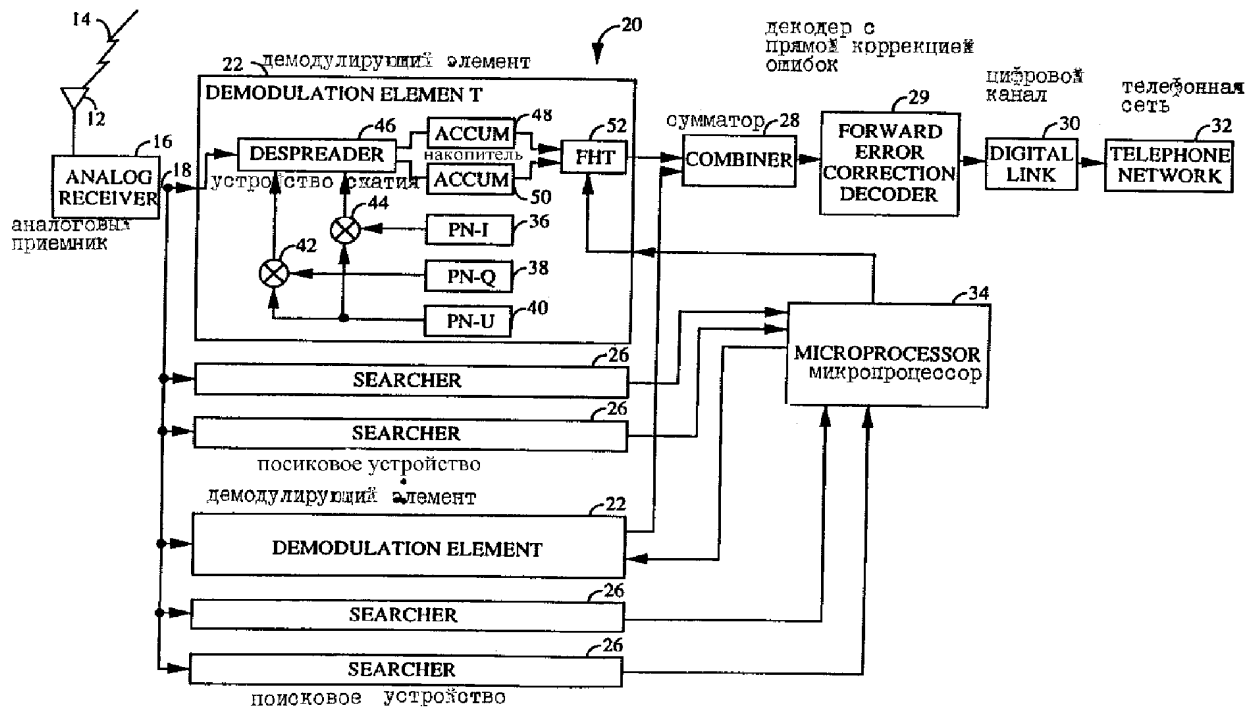 14
12
16
ANALOG
RECEIVER
18
аналоговый
приемник
20
22
демодулирующий элемент
DEMODULATION ELEMEN T
46
DESPREADER
устройство сжатия
48
ACCUM
накопитель
ACCUM
50
52
FHT
44
PN-I
36
42
PN-Q
38
PN-U
40
сумматор
28
COMBINER
декодер с
прямой коррекцией
ошибок
29
FORWARD
ERROR
CORRECTION
DECODER
цифровой
канал
30
DIGITAL
LINK
телефонная
сеть
32
TELEPHONE
NETWORK
34
MICROPROCESSOR
микропроцессор
26
SEARCHER
26
SEARCHER
посиковое устройство
демодулирующий элемент
22
DEMODULATION ELEMENT
26
SEARCHER
26
SEARCHER
поисковое устройство